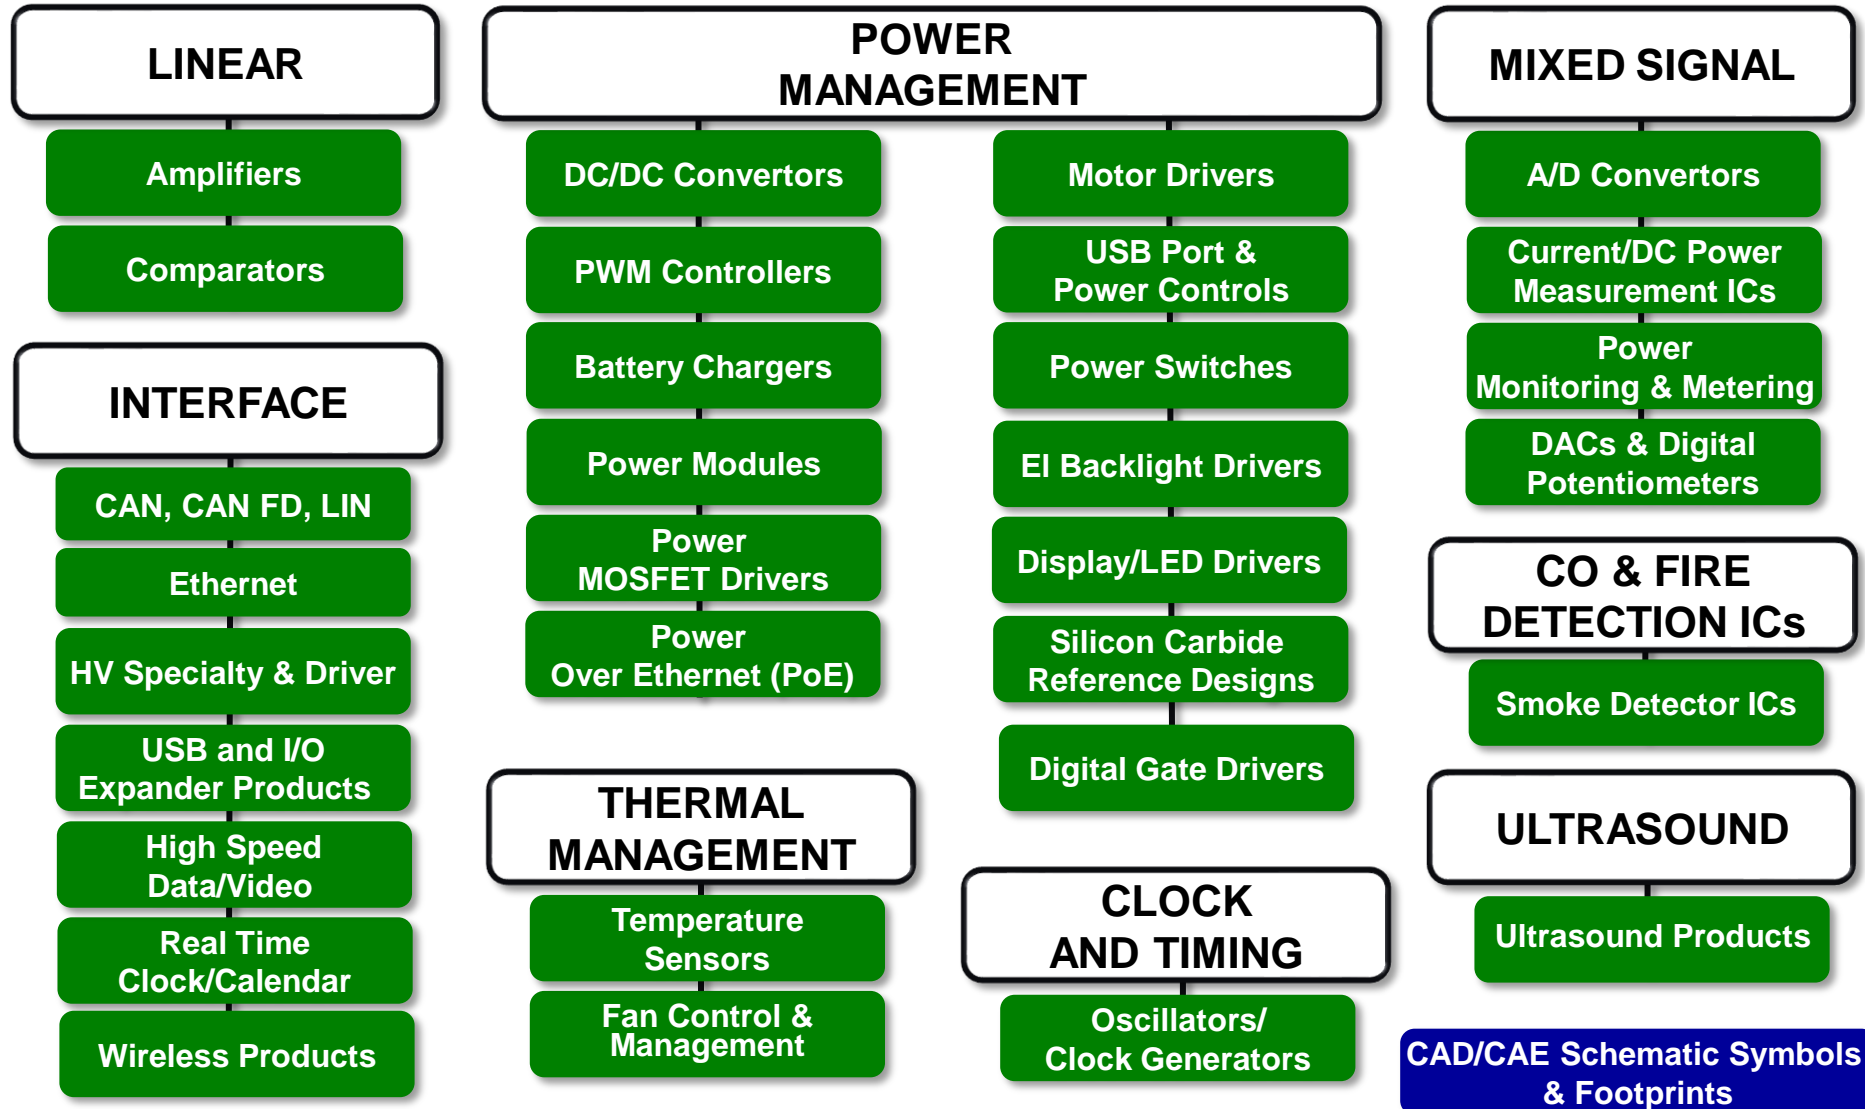 LINEAR
Amplifiers
Comparators
INTERFACE
CAN, CAN FD, LIN
Ethernet
HV Specialty & Driver
USB and I/O
Expander Products
High Speed
Data/Video
Real Time
Clock/Calendar
Wireless Products
POWER
MANAGEMENT
DC/DC Convertors
PWM Controllers
Battery Chargers
Power Modules
Power
MOSFET Drivers
Power
Over Ethernet (PoE)
Motor Drivers
USB Port &
Power Controls
Power Switches
El Backlight Drivers
Display/LED Drivers
Silicon Carbide
Reference Designs
Digital Gate Drivers
THERMAL
MANAGEMENT
Temperature
Sensors
Fan Control &
Management
CLOCK
AND TIMING
Oscillators/
Clock Generators
MIXED SIGNAL
A/D Convertors
Current/DC Power
Measurement ICs
Power
Monitoring & Metering
DACs & Digital
Potentiometers
CO & FIRE
DETECTION ICs
Smoke Detector ICs
ULTRASOUND
Ultrasound Products
CAD/CAE Schematic Symbols
& Footprints